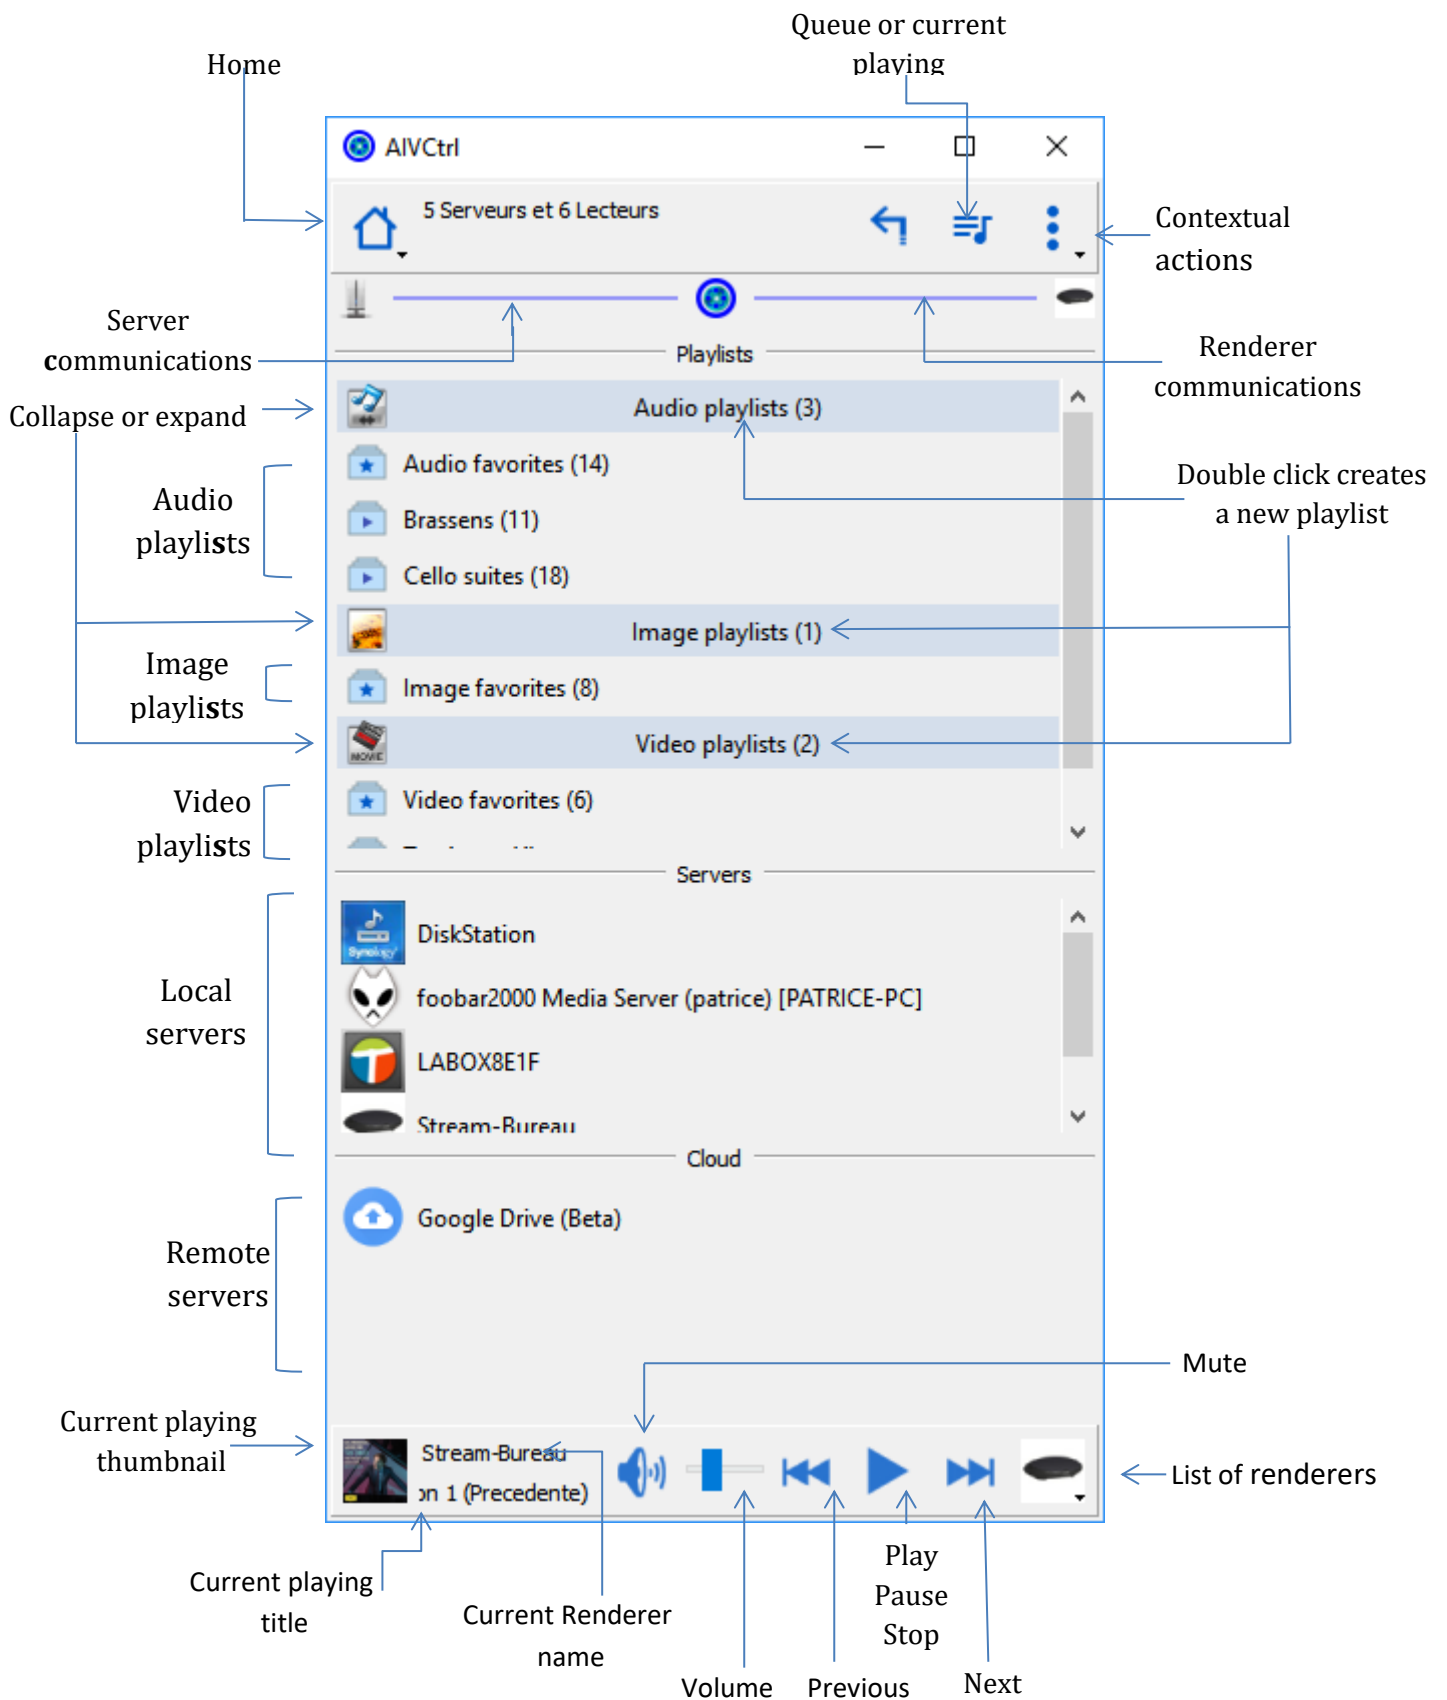 Queue or current
playing
Home
AIVCtrl
5 Serveurs et 6 Lecteurs
Contextual
actions
Server
communications
Renderer
communications
Playlists
Collapse or expand
Audio playlists (3)
Audio favorites (14)
Brassens (11)
Cello suites (18)
Audio
playlists
Double click creates
a new playlist
Image playlists (1)
Image favorites (8)
Image
playlists
Video playlists (2)
Video favorites (6)
Video
playlists
Servers
DiskStation
Synology
foobar2000 Media Server (patrice) [PATRICE-PC]
LABOX8E1F
Stream-Bureau
Local
servers
Cloud
Google Drive (Beta)
Remote
servers
Mute
Current playing
thumbnail
Stream-Bureau
on 1 (Precedente)
List of renderers
Current playing
title
Current Renderer
name
Volume
Previous
Play
Pause
Stop
Next
MOVIE